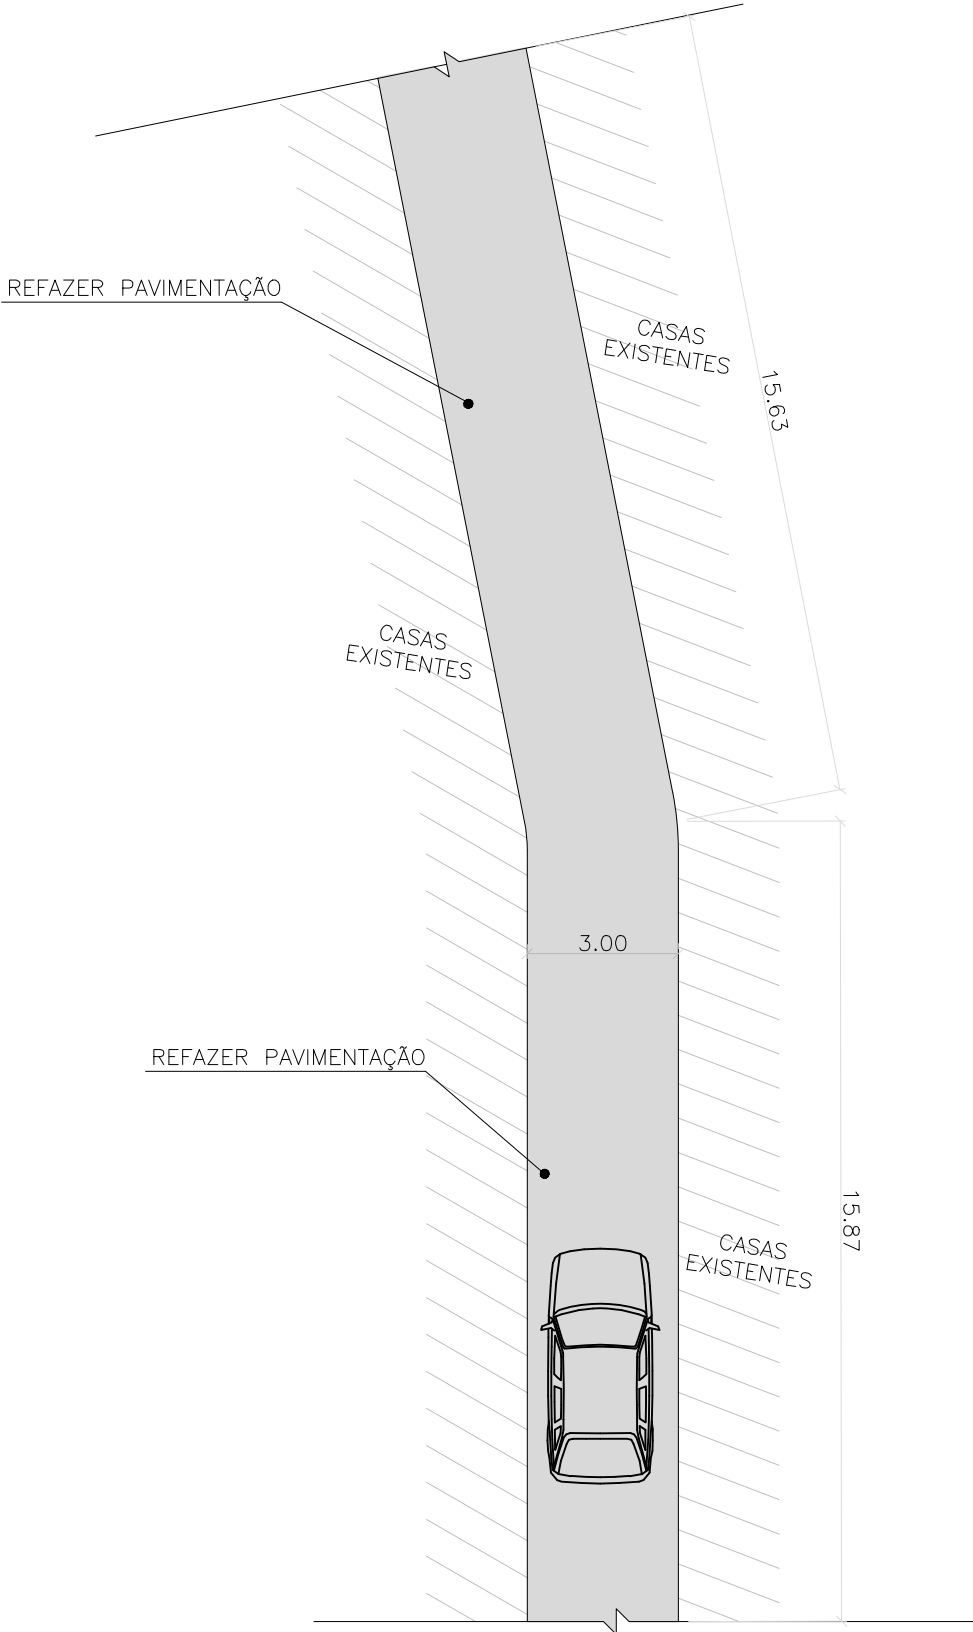 REFAZER PAVIMENTAÇÃO
CASAS
EXISTENTES
15.63
CASAS
EXISTENTES
3.00
REFAZER PAVIMENTAÇÃO
15.87
CASAS
EXISTENTES